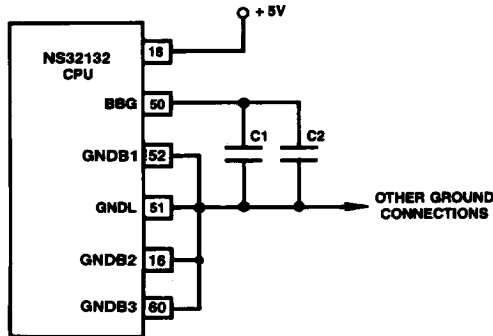 + 5V
NS32132
CPU
18
BBG 50
C1 C2
GNDB1 52
GNDL 51
OTHER GROUND
CONNECTIONS
GNDB2 16
GNDB3 60